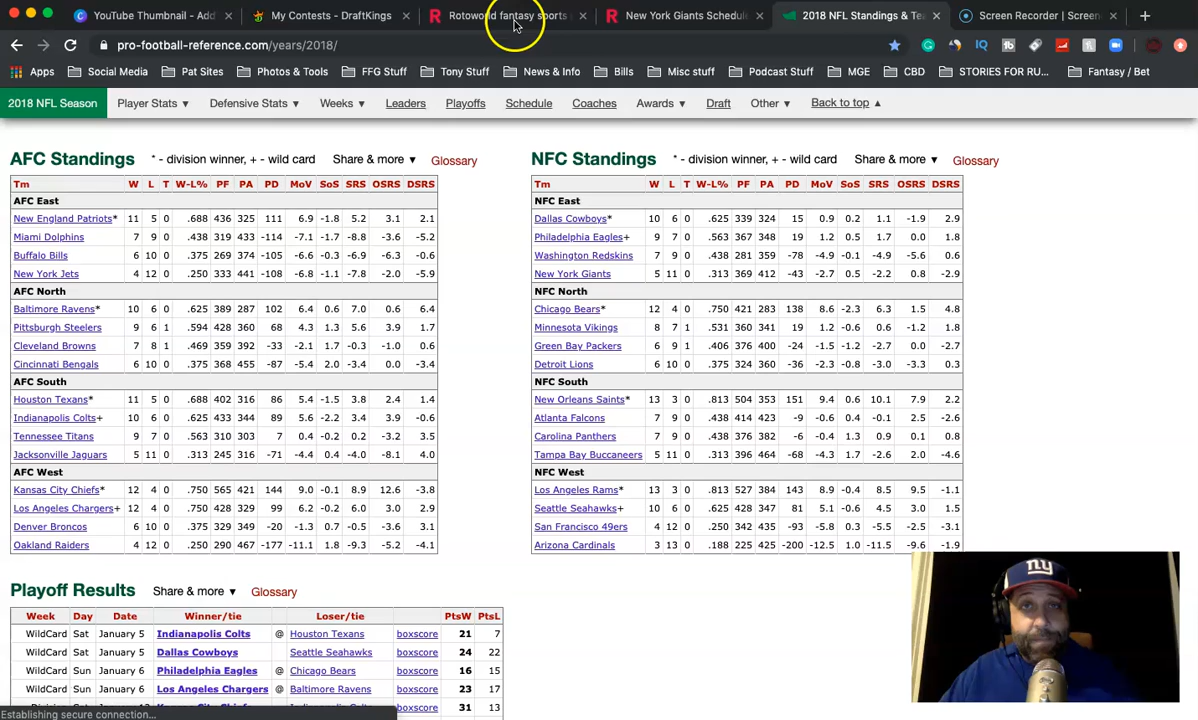 YouTube Thumbnail - Add
My Contests - DraftKings
Rotoworld fantasy sports
New York Giants Schedule
2018 NFL Standings & Te
Screen Recorder | Screen
pro-football-reference.com/years/2018/
Apps Social Media Pat Sites Photos & Tools FFG Stuff Tony Stuff News & Info Bills Misc stuff Podcast Stuff MGE CBD STORIES FOR RU... Fantasy / Bet
2018 NFL Season Player Stats ▼ Defensive Stats ▼ Weeks ▼ Leaders Playoffs Schedule Coaches Awards ▼ Draft Other ▼ Back to top ▲
AFC Standings * - division winner, + - wild card Share & more ▼ Glossary
Tm W L T W-L% PF PA PD MoV SoS SRS OSRS DSRS
AFC East
New England Patriots* 11 5 0 .688 436 325 111 6.9 -1.8 5.2 3.1 2.1
Miami Dolphins 7 9 0 .438 319 433 -114 -7.1 -1.7 -8.8 -3.6 -5.2
Buffalo Bills 6 10 0 .375 269 374 -105 -6.6 -0.3 -6.9 -6.3 -0.6
New York Jets 4 12 0 .250 333 441 -108 -6.8 -1.1 -7.8 -2.0 -5.9
AFC North
Baltimore Ravens* 10 6 0 .625 389 287 102 6.4 0.6 7.0 0.6 6.4
Pittsburgh Steelers 9 6 1 .594 428 360 68 4.3 1.3 5.6 3.9 1.7
Cleveland Browns 7 8 1 .469 359 392 -33 -2.1 1.7 -0.3 -1.0 0.6
Cincinnati Bengals 6 10 0 .375 368 455 -87 -5.4 2.0 -3.4 0.0 -3.4
AFC South
Houston Texans* 11 5 0 .688 402 316 86 5.4 -1.5 3.8 2.4 1.4
Indianapolis Colts+ 10 6 0 .625 433 344 89 5.6 -2.2 3.4 3.9 -0.6
Tennessee Titans 9 7 0 .563 310 303 7 0.4 -0.2 0.2 -3.2 3.5
Jacksonville Jaguars 5 11 0 .313 245 316 -71 -4.4 0.4 -4.0 -8.1 4.0
AFC West
Kansas City Chiefs* 12 4 0 .750 565 421 144 9.0 -0.1 8.9 12.6 -3.8
Los Angeles Chargers+ 12 4 0 .750 428 329 99 6.2 -0.2 6.0 3.0 2.9
Denver Broncos 6 10 0 .375 329 349 -20 -1.3 0.7 -0.5 -3.6 3.1
Oakland Raiders 4 12 0 .250 290 467 -177 -11.1 1.8 -9.3 -5.2 -4.1
NFC Standings * - division winner, + - wild card Share & more ▼ Glossary
Tm W L T W-L% PF PA PD MoV SoS SRS OSRS DSRS
NFC East
Dallas Cowboys* 10 6 0 .625 339 324 15 0.9 0.2 1.1 -1.9 2.9
Philadelphia Eagles+ 9 7 0 .563 367 348 19 1.2 0.5 1.7 0.0 1.8
Washington Redskins 7 9 0 .438 281 359 -78 -4.9 -0.1 -4.9 -5.6 0.6
New York Giants 5 11 0 .313 369 412 -43 -2.7 0.5 -2.2 0.8 -2.9
NFC North
Chicago Bears* 12 4 0 .750 421 283 138 8.6 -2.3 6.3 1.5 4.8
Minnesota Vikings 8 7 1 .531 360 341 19 1.2 -0.6 0.6 -1.2 1.8
Green Bay Packers 6 9 1 .406 376 400 -24 -1.5 -1.2 -2.7 0.0 -2.7
Detroit Lions 6 10 0 .375 324 360 -36 -2.3 -0.8 -3.0 -3.3 0.3
NFC South
New Orleans Saints* 13 3 0 .813 504 353 151 9.4 0.6 10.1 7.9 2.2
Atlanta Falcons 7 9 0 .438 414 423 -9 -0.6 0.4 -0.1 2.5 -2.6
Carolina Panthers 7 9 0 .438 376 382 -6 -0.4 1.3 0.9 0.1 0.8
Tampa Bay Buccaneers 5 11 0 .313 396 464 -68 -4.3 1.7 -2.6 2.0 -4.6
NFC West
Los Angeles Rams* 13 3 0 .813 527 384 143 8.9 -0.4 8.5 9.5 -1.1
Seattle Seahawks+ 10 6 0 .625 428 347 81 5.1 -0.6 4.5 3.0 1.5
San Francisco 49ers 4 12 0 .250 342 435 -93 -5.8 0.3 -5.5 -2.5 -3.1
Arizona Cardinals 3 13 0 .188 225 425 -200 -12.5 1.0 -11.5 -9.6 -1.9
Playoff Results Share & more ▼ Glossary
Week Day Date Winner/tie Loser/tie PtsW PtsL
WildCard Sat January 5 Indianapolis Colts @ Houston Texans boxscore 21 7
WildCard Sat January 5 Dallas Cowboys Seattle Seahawks boxscore 24 22
WildCard Sun January 6 Philadelphia Eagles @ Chicago Bears boxscore 16 15
WildCard Sun January 6 Los Angeles Chargers @ Baltimore Ravens boxscore 23 17
boxscore 31 13
Establishing secure connection...
ny